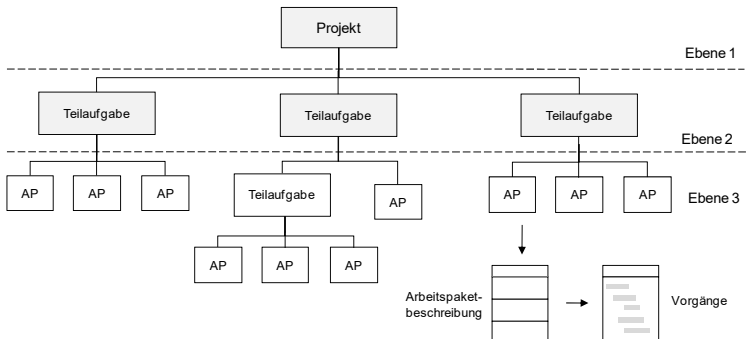 Projekt
Ebene 1
Teilaufgabe
Teilaufgabe
Teilaufgabe
Ebene 2
AP
AP
AP
Teilaufgabe
AP
AP
AP
AP
Ebene 3
AP
AP
AP
Arbeitspaket-
beschreibung
Vorgänge